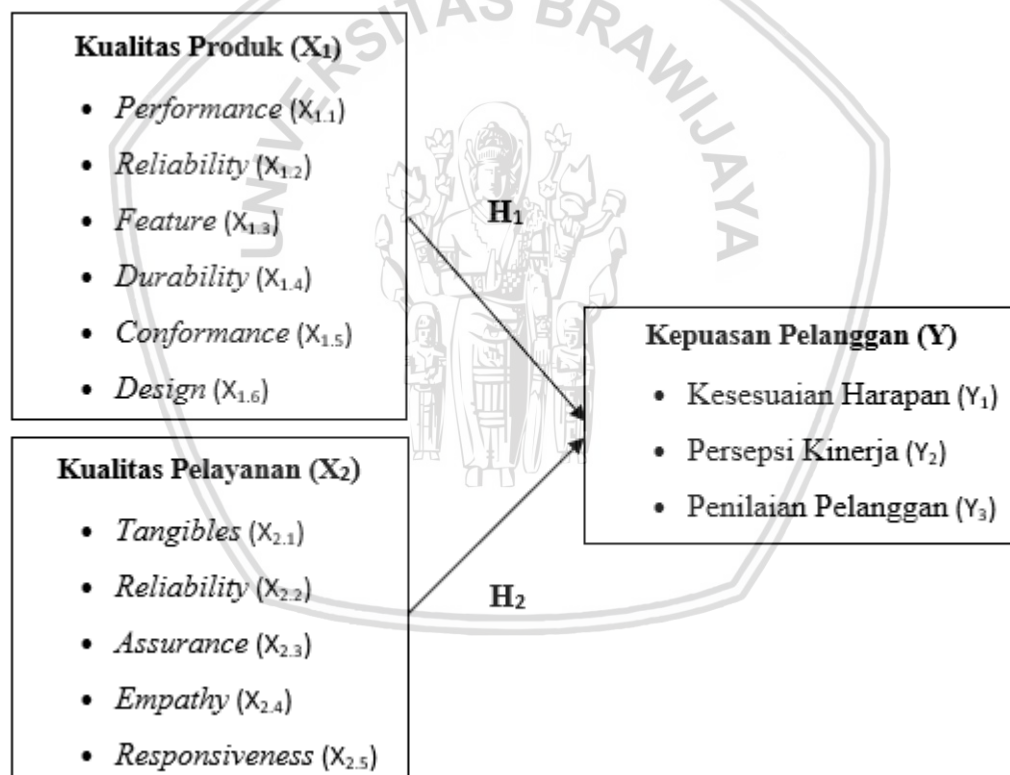 UNIVERSITAS BRAWIJAYA
Kualitas Produk (X₁)
• Performance (X₁.₁)
• Reliability (X₁.₂)
• Feature (X₁.₃)
• Durability (X₁.₄)
• Conformance (X₁.₅)
• Design (X₁.₆)
H₁
Kualitas Pelayanan (X₂)
• Tangibles (X₂.₁)
• Reliability (X₂.₂)
• Assurance (X₂.₃)
• Empathy (X₂.₄)
• Responsiveness (X₂.₅)
H₂
Kepuasan Pelanggan (Y)
• Kesesuaian Harapan (Y₁)
• Persepsi Kinerja (Y₂)
• Penilaian Pelanggan (Y₃)